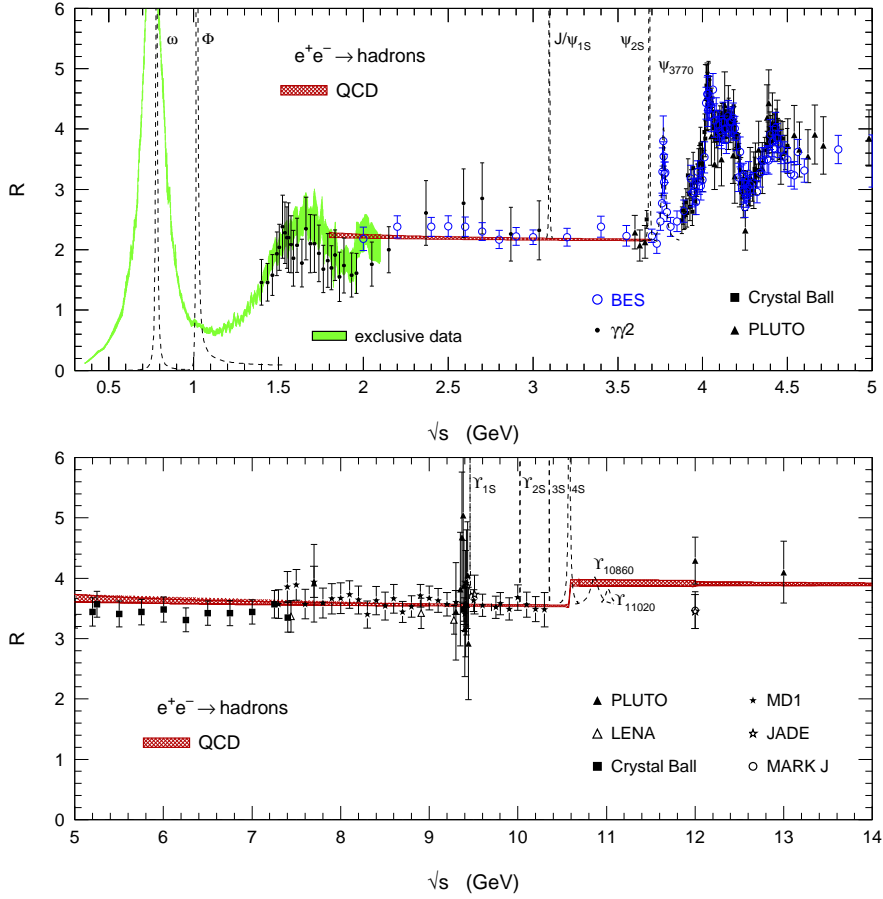 6
5
4
3
2
1
0
R
ω
Φ
J/ψ1S
ψ2S
ψ3770
e+e− → hadrons
QCD
exclusive data
BES
γγ2
Crystal Ball
PLUTO
0.5 1 1.5 2 2.5 3 3.5 4 4.5 5
√s (GeV)
6
5
4
3
2
1
0
R
ϒ1S
ϒ2S
3S
4S
ϒ10860
ϒ11020
e+e− → hadrons
QCD
PLUTO
LENA
Crystal Ball
MD1
JADE
MARK J
5 6 7 8 9 10 11 12 13 14
√s (GeV)